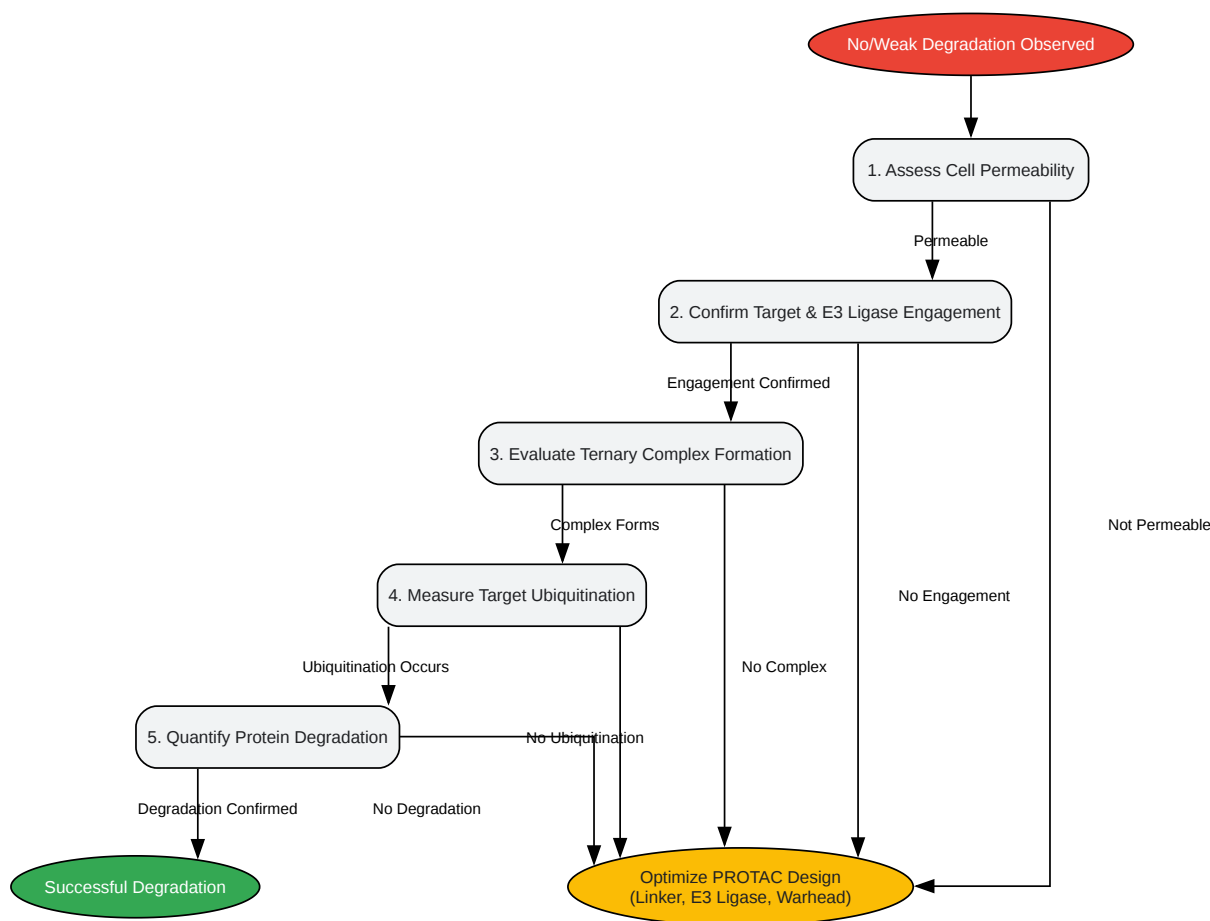 No/Weak Degradation Observed
1. Assess Cell Permeability
Permeable
2. Confirm Target & E3 Ligase Engagement
Engagement Confirmed
3. Evaluate Ternary Complex Formation
Complex Forms
Not Permeable
4. Measure Target Ubiquitination
No Engagement
Ubiquitination Occurs
No Complex
5. Quantify Protein Degradation
No Ubiquitination
Degradation Confirmed
No Degradation
Successful Degradation
Optimize PROTAC Design
(Linker, E3 Ligase, Warhead)